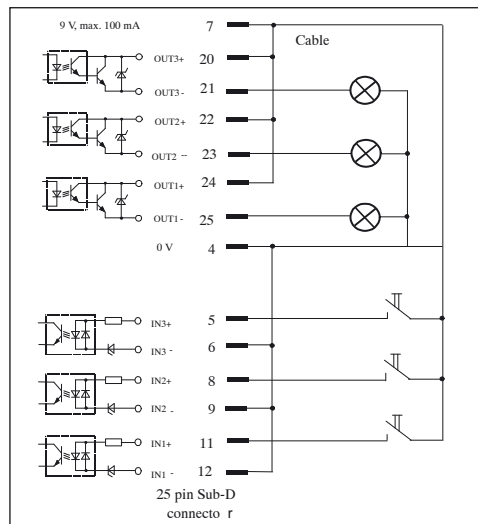 9 V, max. 100 mA 7
Cable
OUT3+ 20
OUT3 - 21
OUT2+ 22
OUT2 -- 23
OUT1+ 24
OUT1 - 25
0 V 4
IN3+ 5
IN3 - 6
IN2+ 8
IN2 - 9
IN1+ 11
IN1 - 12
25 pin Sub-D
connecto r